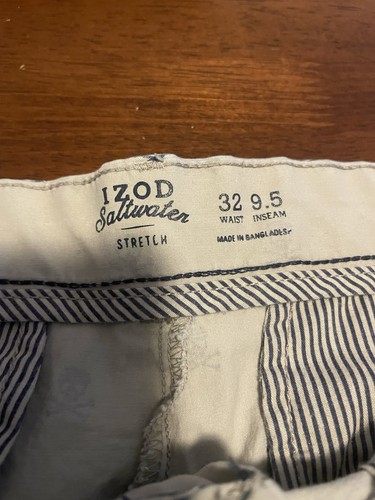 IZOD
Saltwater
STRETCH
32 9.5
WAIST INSEAM
MADE IN BANGLADESH